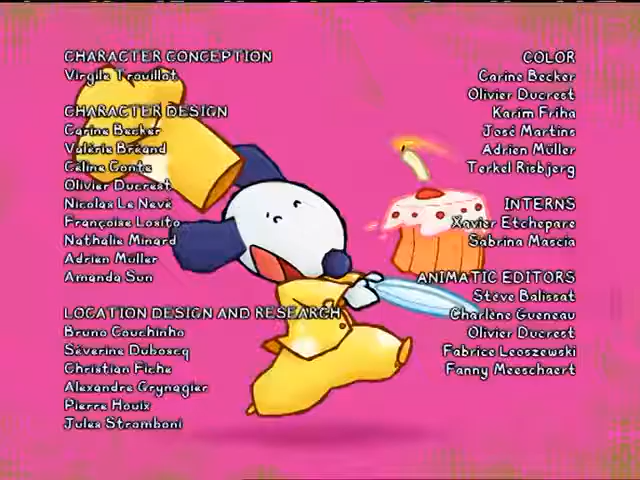 CHARACTER CONCEPTION
Virgile Trouillot
CHARACTER DESIGN
Carine Becker
Valérie Bréand
Céline Gonte
Olivier Ducrest
Nicolas Le Nevé
Françoise Losito
Nathalie Minard
Adrien Müller
Amanda Sun
LOCATION DESIGN AND RESEARCH
Bruno Couchinho
Séverine Duboscq
Christian Fiche
Alexandre Grynagier
Pierre Houix
Jules Stromboni
COLOR
Carine Becker
Olivier Ducrest
Karim Friha
José Martins
Adrien Müller
Terkel Risbjerg
INTERNS
Xavier Etchepare
Sabrina Mascia
ANIMATIC EDITORS
Steve Balissat
Charlène Gueneau
Olivier Ducrest
Fabrice Leoszewski
Fanny Meeschaert